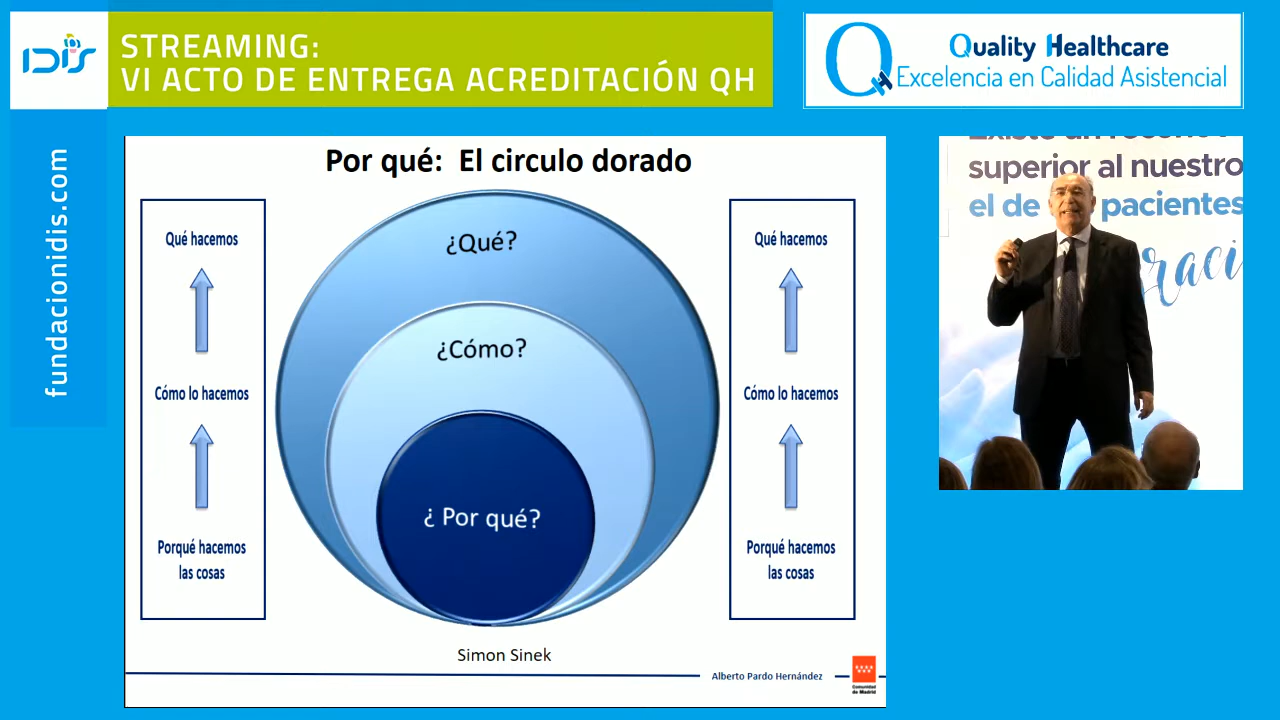 IDIS
STREAMING:
VI ACTO DE ENTREGA ACREDITACIÓN QH
Quality Healthcare
Excelencia en Calidad Asistencial
fundacionidis.com
Por qué: El circulo dorado
Qué hacemos
Cómo lo hacemos
Porqué hacemos
las cosas
¿Qué?
¿Cómo?
¿ Por qué?
Qué hacemos
Cómo lo hacemos
Porqué hacemos
las cosas
Simon Sinek
Alberto Pardo Hernández
Comunidad
de Madrid
superior al nuestro
el de pacientes